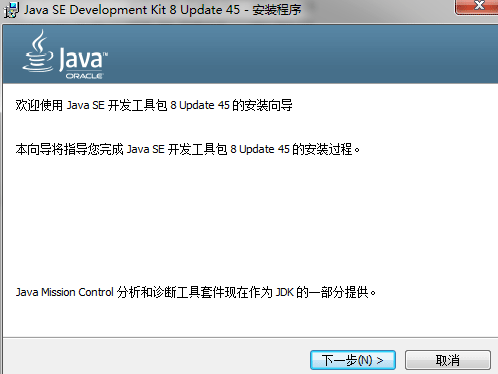 Java SE Development Kit 8 Update 45 - 安装程序
Java™
ORACLE
欢迎使用 Java SE 开发工具包 8 Update 45 的安装向导
本向导将指导您完成 Java SE 开发工具包 8 Update 45 的安装过程。
Java Mission Control 分析和诊断工具套件现在作为 JDK 的一部分提供。
下一步(N) > 取消